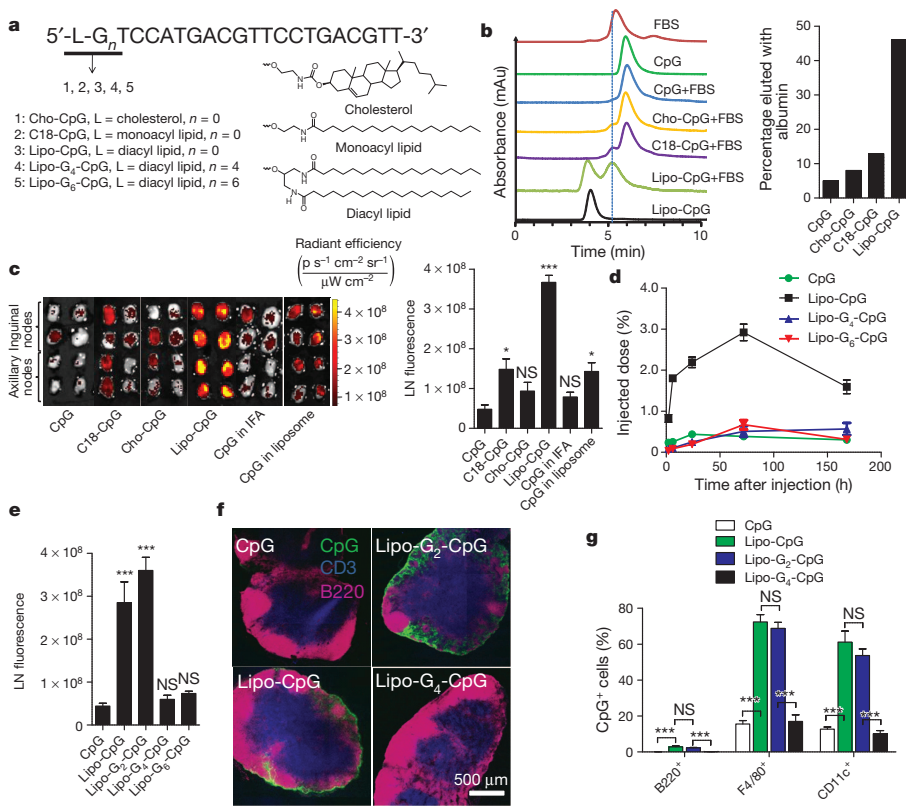 a
5′-L-GnTCCATGACGTTCCTGACGTT-3′
1, 2, 3, 4, 5
1: Cho-CpG, L = cholesterol, n = 0
2: C18-CpG, L = monoacyl lipid, n = 0
3: Lipo-CpG, L = diacyl lipid, n = 0
4: Lipo-G4-CpG, L = diacyl lipid, n = 4
5: Lipo-G6-CpG, L = diacyl lipid, n = 6
O
N
H
O
O
H
H
H
Cholesterol
O
N
H
O
Monoacyl lipid
O
O
N
H
HN
O
Diacyl lipid
b
Absorbance (mAu)
FBS
CpG
CpG+FBS
Cho-CpG+FBS
C18-CpG+FBS
Lipo-CpG+FBS
Lipo-CpG
0
5
10
Time (min)
Percentage eluted with
albumin
50
40
30
20
10
0
CpG
Cho-CpG
C18-CpG
Lipo-CpG
c
Radiant efficiency
(p s−1 cm−2 sr−1
μW cm−2)
4 × 10⁸
3 × 10⁸
2 × 10⁸
1 × 10⁸
Axillary nodes
Inguinal nodes
CpG
C18-CpG
Cho-CpG
Lipo-CpG
CpG in IFA
CpG in liposome
LN fluorescence
4 × 10⁸
3 × 10⁸
2 × 10⁸
1 × 10⁸
0
*
NS
***
NS
*
CpG
C18-CpG
Cho-CpG
Lipo-CpG
CpG in IFA
CpG in liposome
d
CpG
Lipo-CpG
Lipo-G4-CpG
Lipo-G6-CpG
Injected dose (%)
4.0
3.0
2.0
1.0
0.0
0
50
100
150
200
Time after injection (h)
e
LN fluorescence
4 × 10⁸
3 × 10⁸
2 × 10⁸
1 × 10⁸
0
***
***
NS
NS
CpG
Lipo-CpG
Lipo-G2-CpG
Lipo-G4-CpG
Lipo-G6-CpG
f
CpG
CpG
CD3
B220
Lipo-G2-CpG
Lipo-CpG
Lipo-G4-CpG
500 μm
g
CpG
Lipo-CpG
Lipo-G2-CpG
Lipo-G4-CpG
CpG+ cells (%)
80
60
40
20
0
NS
***
***
NS
***
***
NS
***
***
B220+
F4/80+
CD11c+